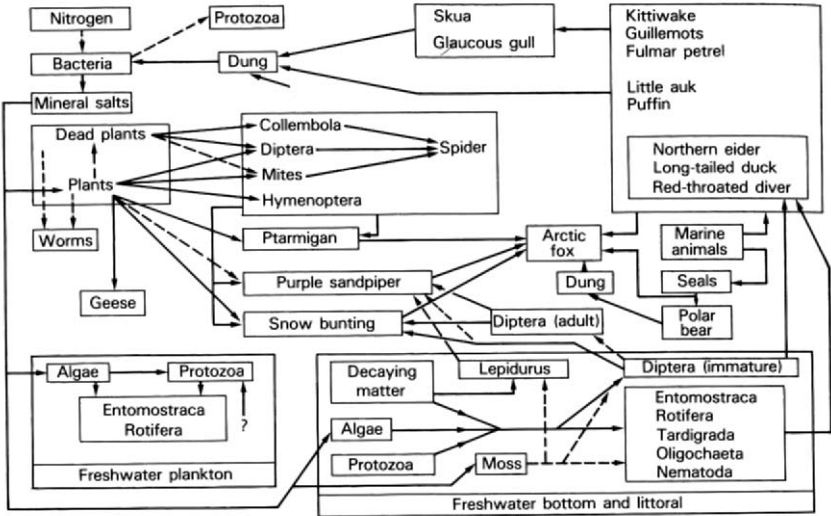 Nitrogen
Protozoa
Skua
Glaucous gull
Kittiwake
Guillemots
Fulmar petrel
Little auk
Puffin
Bacteria
Dung
Mineral salts
Dead plants
Plants
Collembola
Diptera
Mites
Hymenoptera
Spider
Northern eider
Long-tailed duck
Red-throated diver
Worms
Ptarmigan
Arctic
fox
Marine
animals
Geese
Purple sandpiper
Dung
Seals
Snow bunting
Diptera (adult)
Polar
bear
Algae
Protozoa
Entomostraca
Rotifera
?
Freshwater plankton
Decaying
matter
Lepidurus
Diptera (immature)
Algae
Protozoa
Moss
Entomostraca
Rotifera
Tardigrada
Oligochaeta
Nematoda
Freshwater bottom and littoral